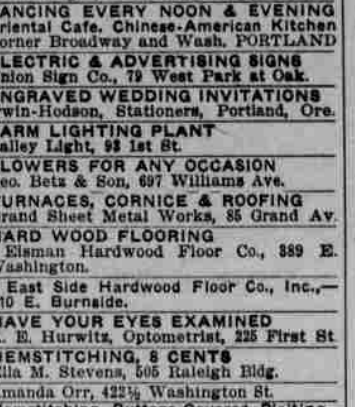 ANCING EVERY NOON & EVENING
riental Cafe. Chinese-American Kitchen
orner Broadway and Wash, PORTLAND
LECTRIC & ADVERTISING SIGNS
nion Sign Co., 79 West Park at Oak.
NGRAVED WEDDING INVITATIONS
rwin-Hodson, Stationers, Portland, Ore.
ARM LIGHTING PLANT
alley Light, 93 1st St.
LOWERS FOR ANY OCCASION
eo. Betz & Son, 697 Williams Ave.
URNACES, CORNICE & ROOFING
rand Sheet Metal Works, 85 Grand Av.
ARD WOOD FLOORING
Elsman Hardwood Floor Co., 389 E.
Washington.
East Side Hardwood Floor Co., Inc.,—
10 E. Burnside.
HAVE YOUR EYES EXAMINED
E. Hurwitz, Optometrist, 225 First St
HEMSTITCHING, 8 CENTS
lla M. Stevens, 505 Raleigh Bldg.
manda Orr, 422½ Washington St.